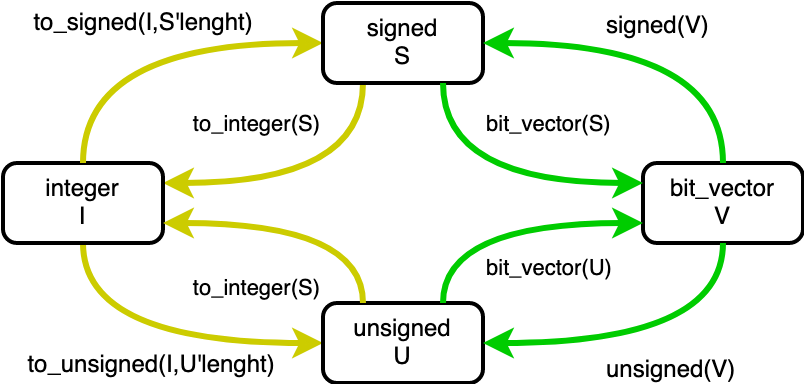 to_signed(I,S'lenght)
signed
S
signed(V)
to_integer(S)
bit_vector(S)
integer
I
bit_vector
V
to_integer(S)
bit_vector(U)
unsigned
U
to_unsigned(I,U'lenght)
unsigned(V)